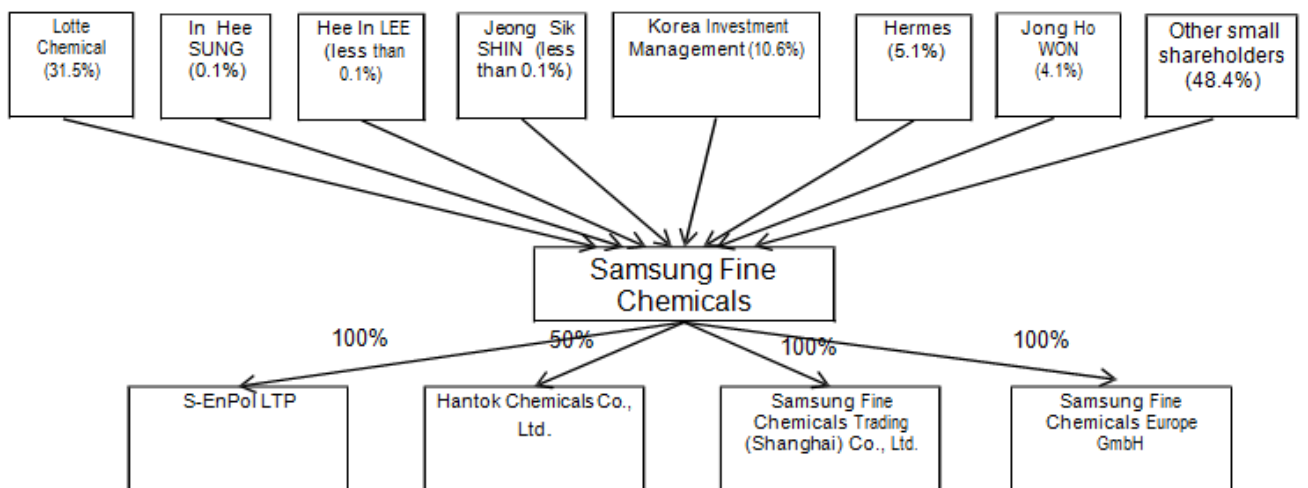 Lotte
Chemical
(31.5%)
In Hee
SUNG
(0.1%)
Hee In LEE
(less than
0.1%)
Jeong Sik
SHIN (less
than 0.1%)
Korea Investment
Management (10.6%)
Hermes
(5.1%)
Jong Ho
WON
(4.1%)
Other small
shareholders
(48.4%)
Samsung Fine
Chemicals
100%
50%
100%
100%
S-EnPol LTP
Hantok Chemicals Co.,
Ltd.
Samsung Fine
Chemicals Trading
(Shanghai) Co., Ltd.
Samsung Fine
Chemicals Europe
GmbH